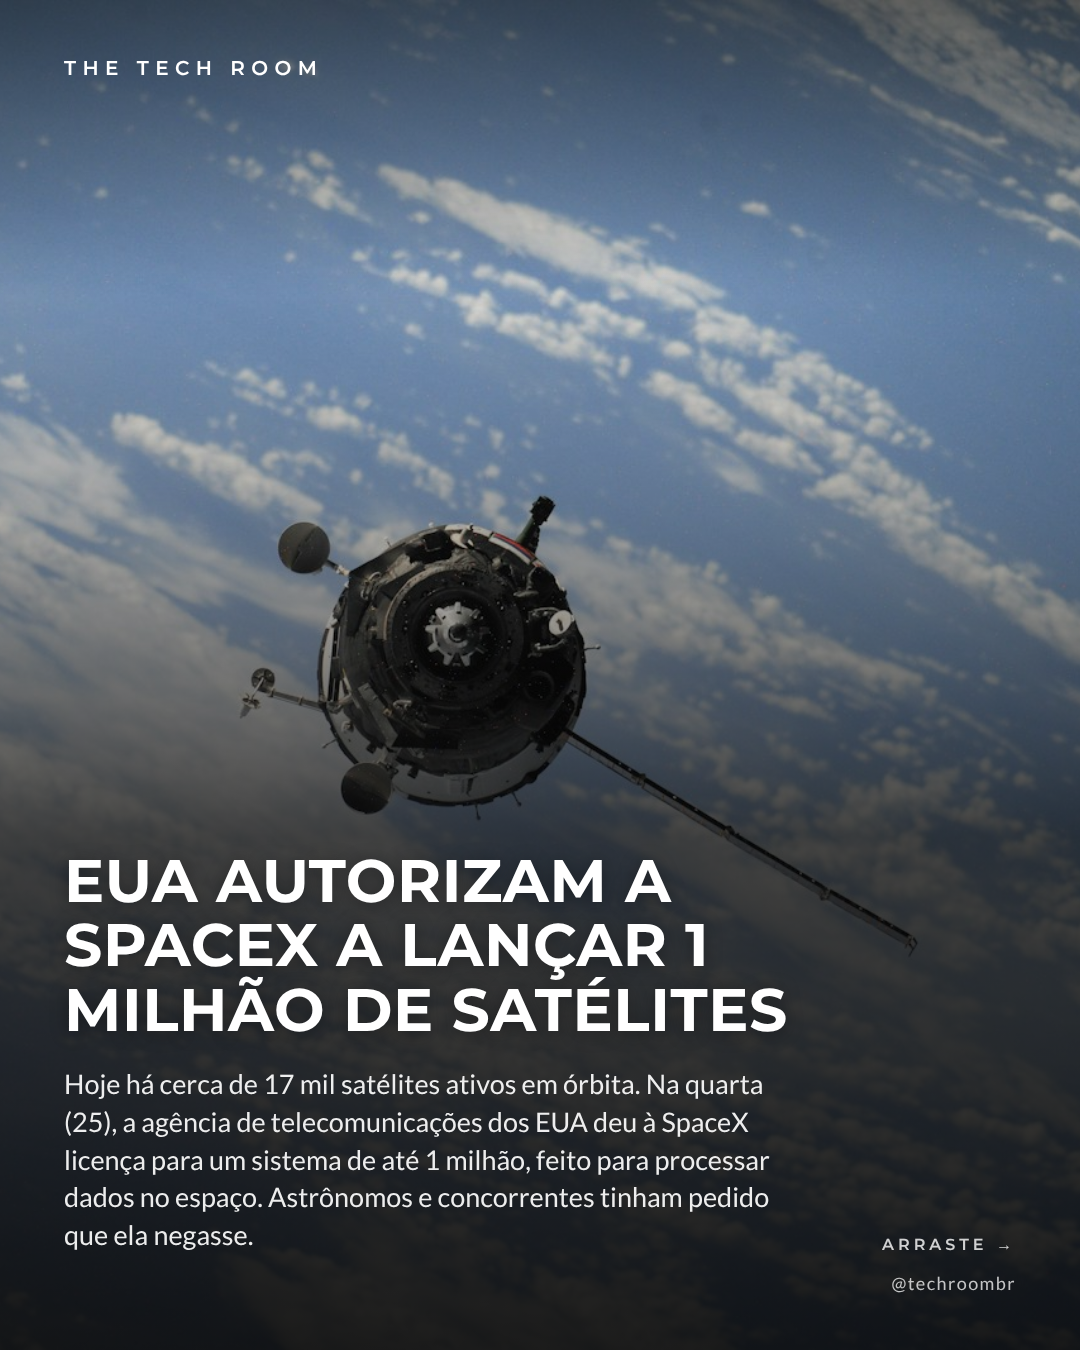 THE TECH ROOM
EUA AUTORIZAM A
SPACEX A LANÇAR 1
MILHÃO DE SATÉLITES
Hoje há cerca de 17 mil satélites ativos em órbita. Na quarta
(25), a agência de telecomunicações dos EUA deu à SpaceX
licença para um sistema de até 1 milhão, feito para processar
dados no espaço. Astrônomos e concorrentes tinham pedido
que ela negasse.
ARRASTE →
@techroombr